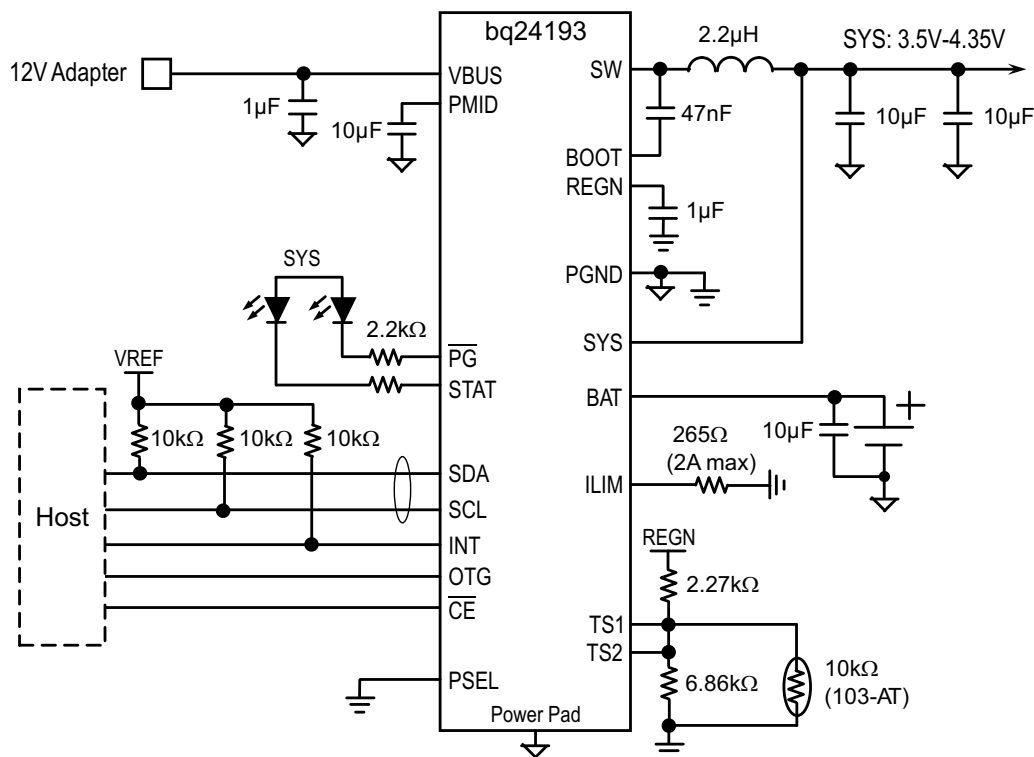 bq24193
2.2µH
SYS: 3.5V-4.35V
12V Adapter
VBUS
SW
1µF
PMID
10µF
47nF
10µF
10µF
BOOT
REGN
1µF
SYS
PGND
2.2kΩ
SYS
VREF
PG
STAT
BAT
10kΩ
10kΩ
10kΩ
265Ω
(2A max)
10µF
SDA
ILIM
Host
SCL
INT
REGN
OTG
2.27kΩ
CE
TS1
TS2
10kΩ
(103-AT)
PSEL
6.86kΩ
Power Pad